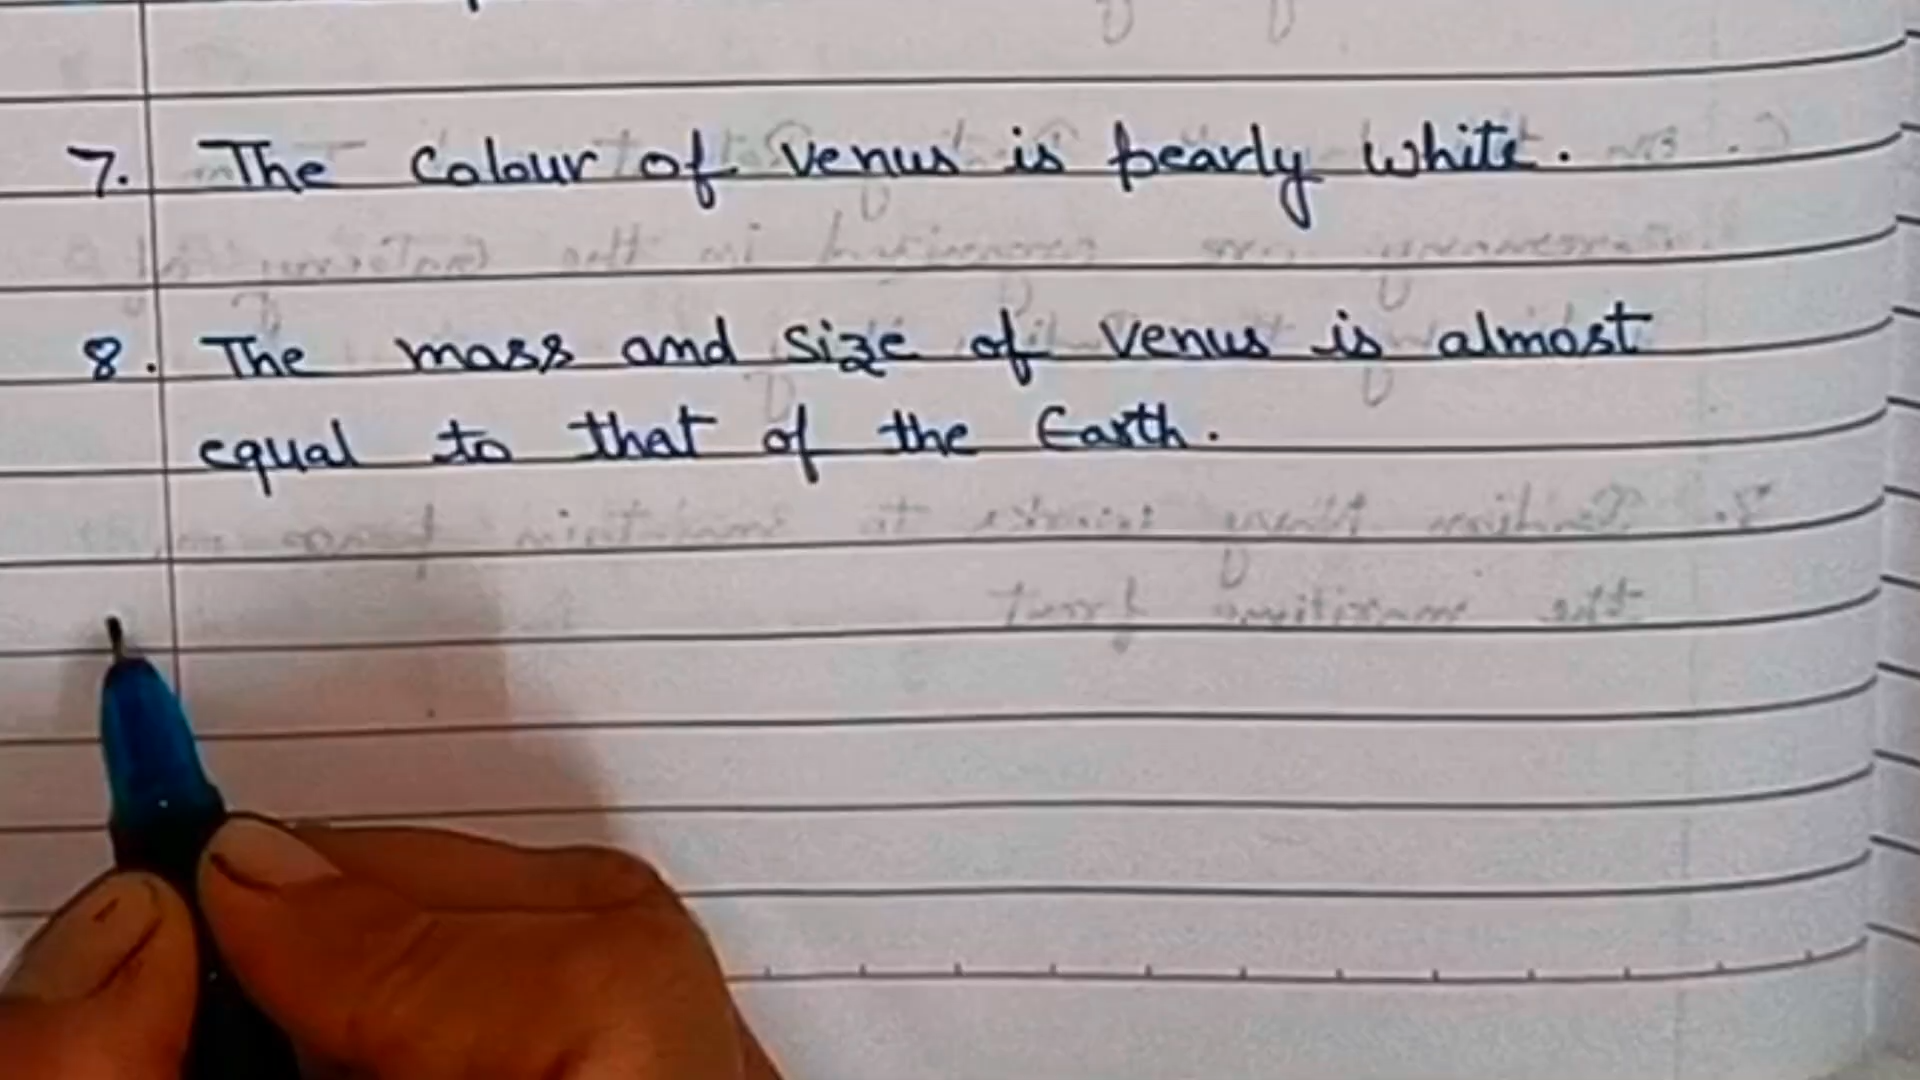 7. The Colour of Venus is pearly white.
8. The mass and size of Venus is almost
equal to that of the Earth.